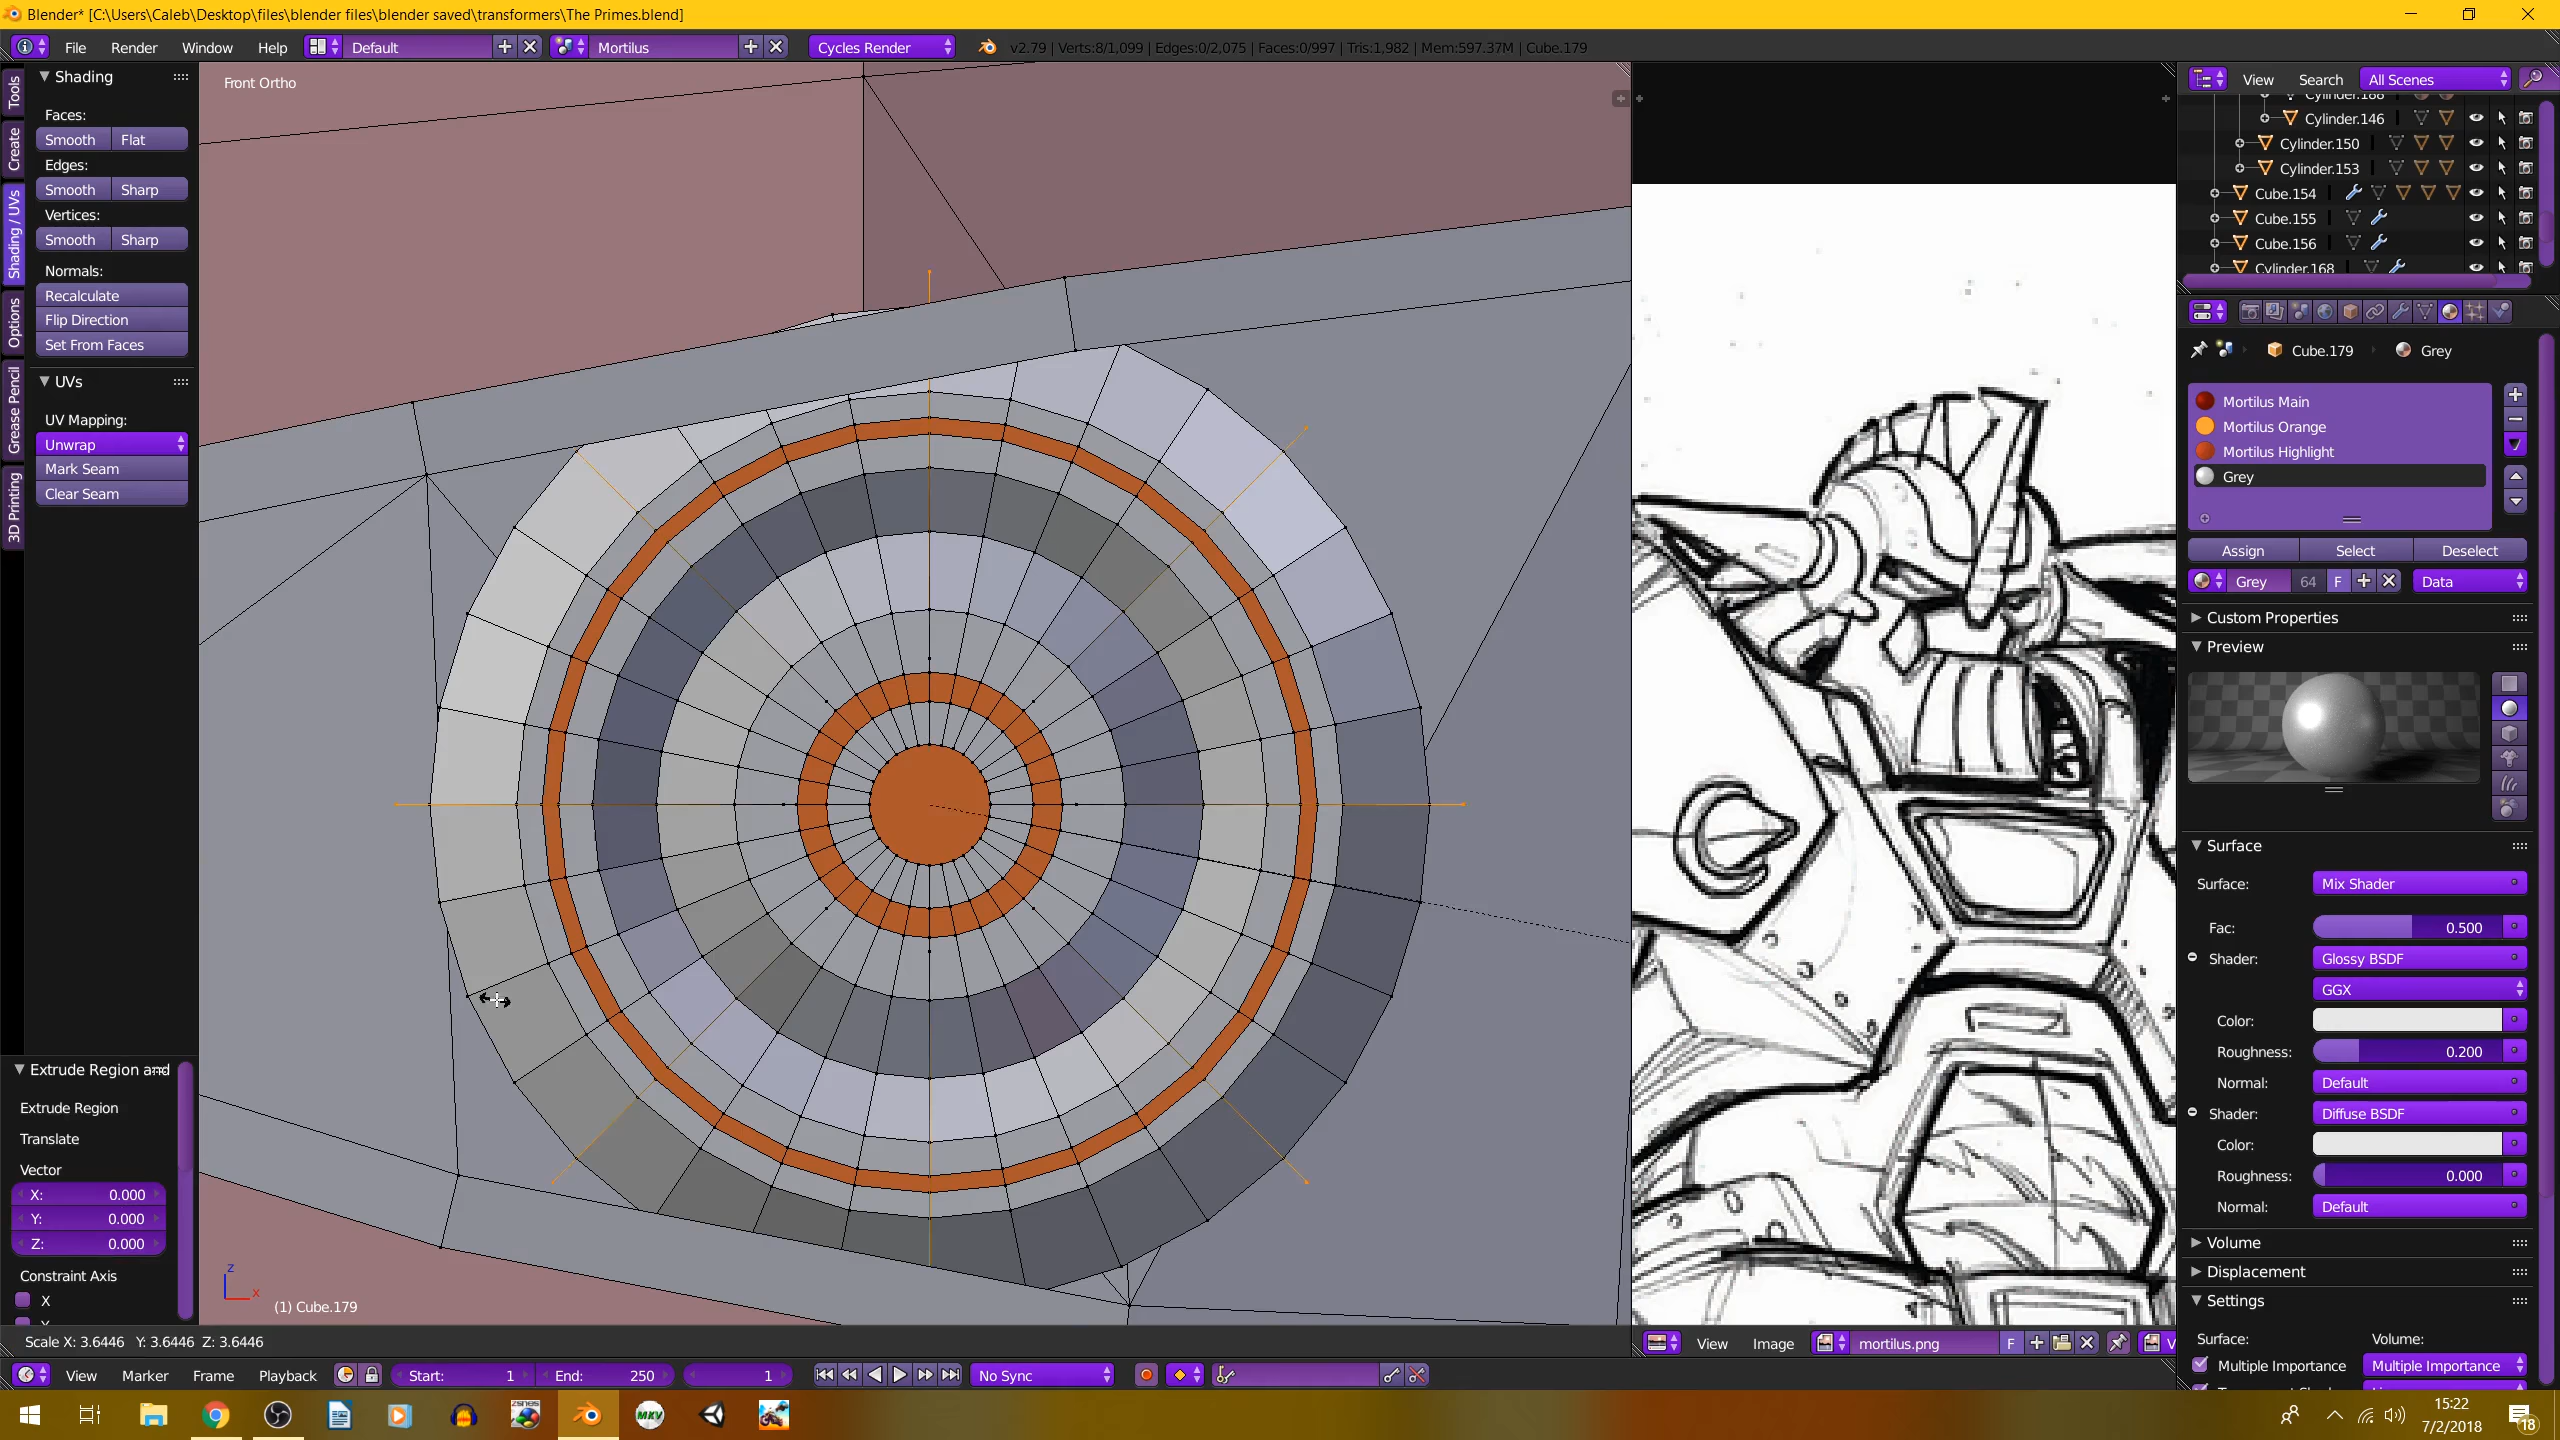 Blender* [C:\Users\Caleb\Desktop\files\blender files\blender saved\transformers\The Primes.blend]
File Render Window Help Default Mortilus Cycles Render v2.79 | Verts:8/1,099 | Edges:0/2,075 | Faces:0/997 | Tris:1,982 | Mem:597.37M | Cube.179
Tools
Create
Shading / UVs
Options
Grease Pencil
3D Printing
Shading
Faces:
Smooth Flat
Edges:
Smooth Sharp
Vertices:
Smooth Sharp
Normals:
Recalculate
Flip Direction
Set From Faces
UVs
UV Mapping:
Unwrap
Mark Seam
Clear Seam
Extrude Region and
Extrude Region
Translate
Vector
X: 0.000
Y: 0.000
Z: 0.000
Constraint Axis
X
Front Ortho
z
x
(1) Cube.179
Scale X: 3.6446 Y: 3.6446 Z: 3.6446
View Image mortilus.png F V
View Search All Scenes
Cylinder.188
Cylinder.146
Cylinder.150
Cylinder.153
Cube.154
Cube.155
Cube.156
Cylinder.168
Cube.179 Grey
Mortilus Main
Mortilus Orange
Mortilus Highlight
Grey
Assign Select Deselect
Grey 64 F Data
Custom Properties
Preview
Surface
Surface: Mix Shader
Fac: 0.500
Shader: Glossy BSDF
GGX
Color:
Roughness: 0.200
Normal: Default
Shader: Diffuse BSDF
Color:
Roughness: 0.000
Normal: Default
Volume
Displacement
Settings
Surface: Volume:
Multiple Importance Multiple Importance
View Marker Frame Playback Start: 1 End: 250 1 No Sync
ZSNES
MKV
15:22
7/2/2018
18